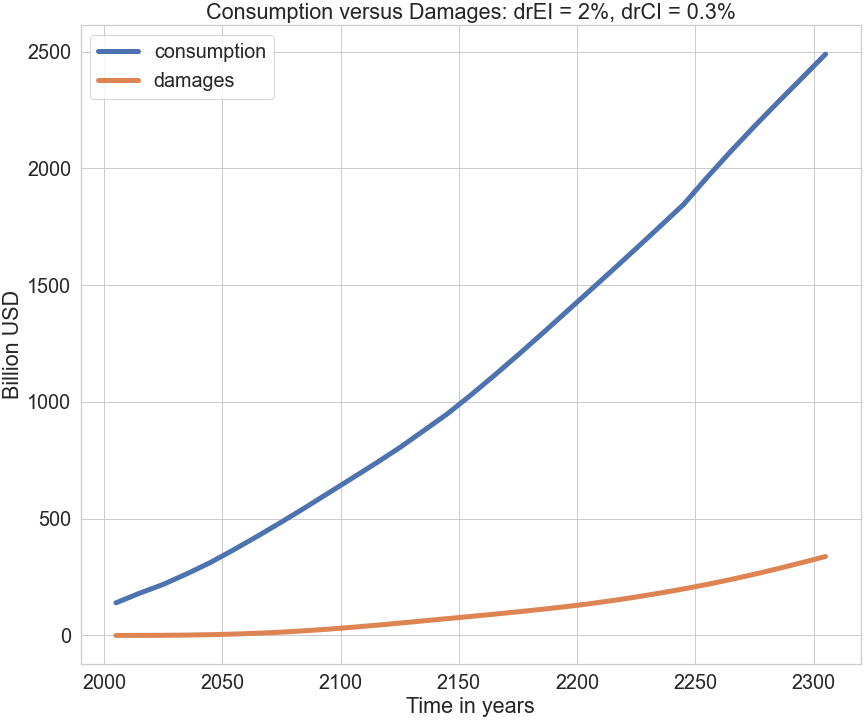 Consumption versus Damages: drEI = 2%, drCI = 0.3%
consumption
damages
2500
2000
1500
1000
500
0
Billion USD
2000 2050 2100 2150 2200 2250 2300
Time in years